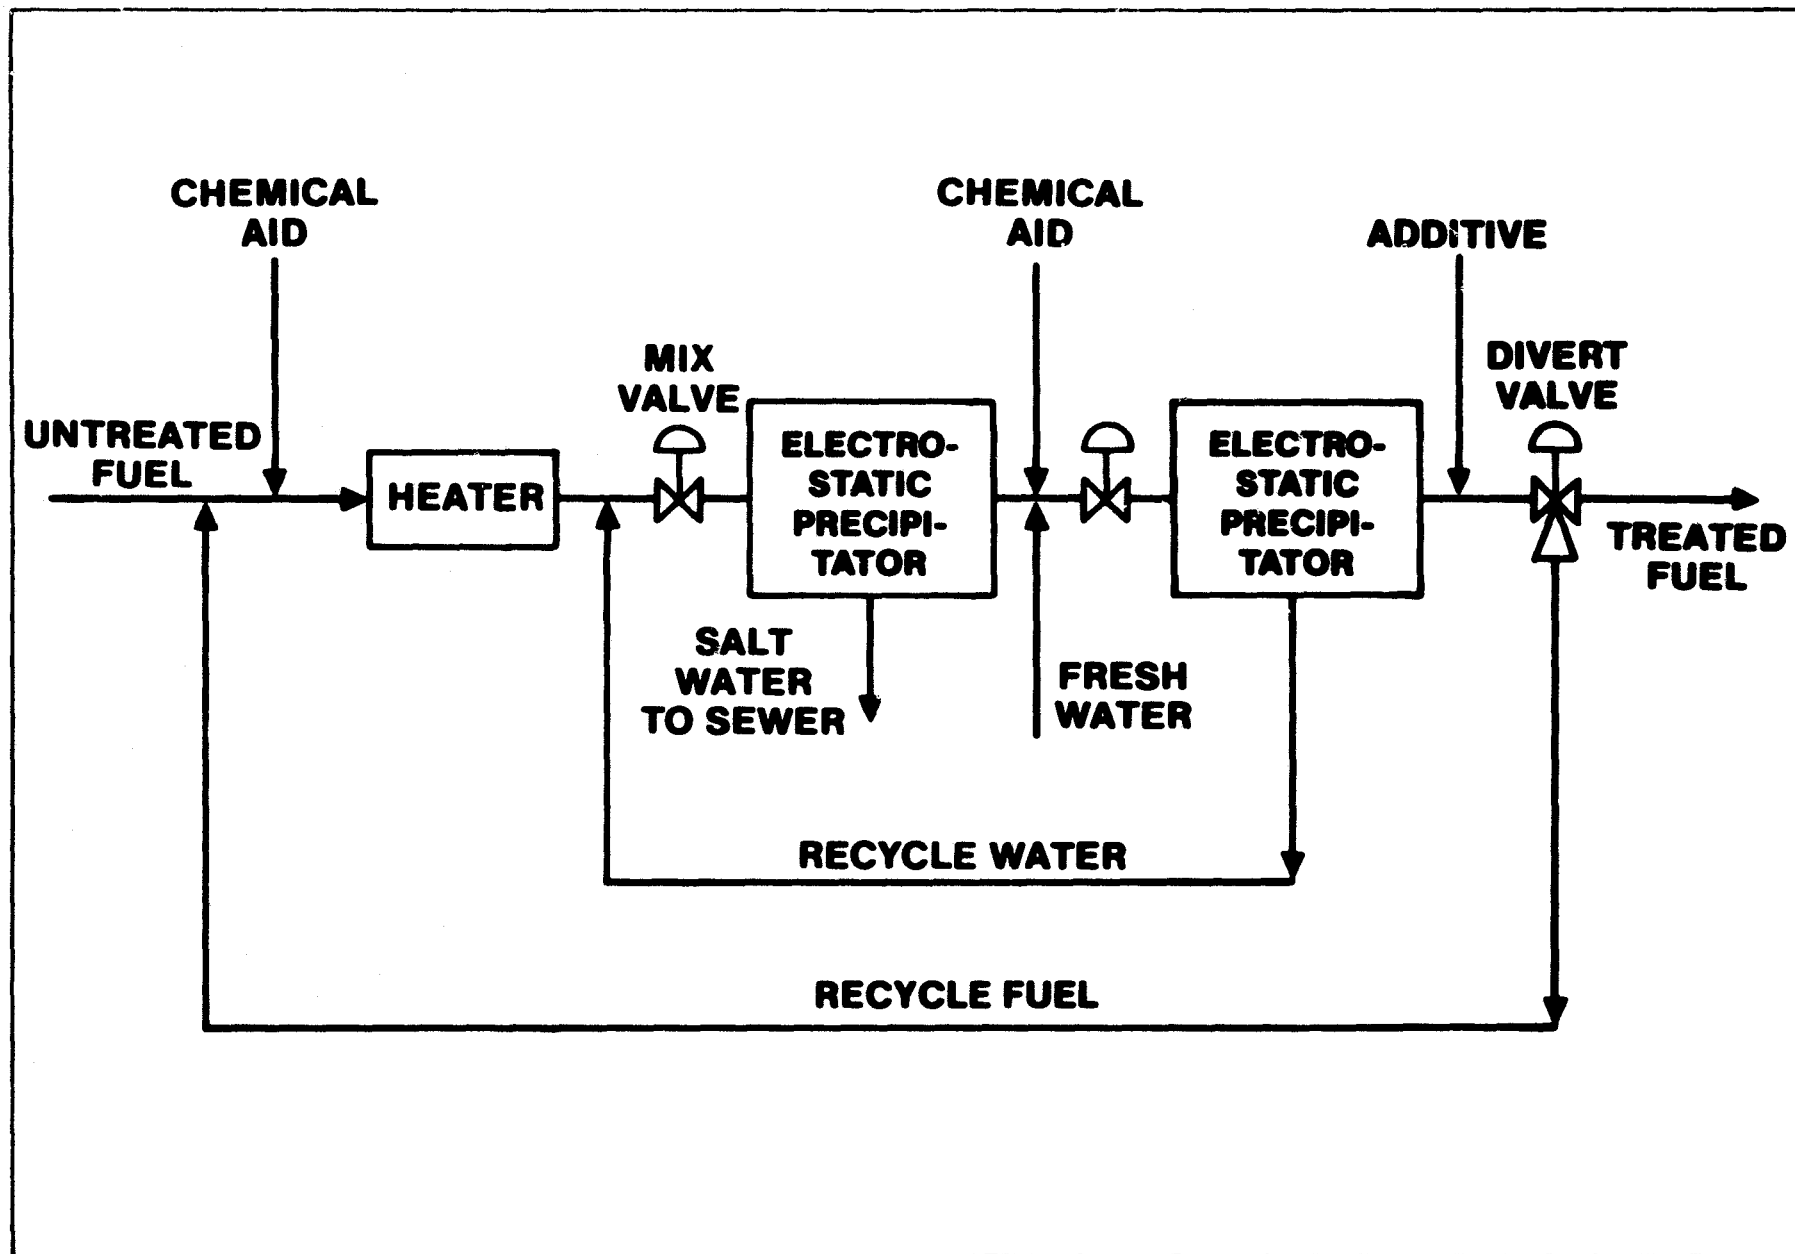 CHEMICAL
AID
CHEMICAL
AID
ADDITIVE
MIX
VALVE
DIVERT
VALVE
UNTREATED
FUEL
HEATER
ELECTRO-
STATIC
PRECIPI-
TATOR
ELECTRO-
STATIC
PRECIPI-
TATOR
TREATED
FUEL
SALT
WATER
TO SEWER
FRESH
WATER
RECYCLE WATER
RECYCLE FUEL